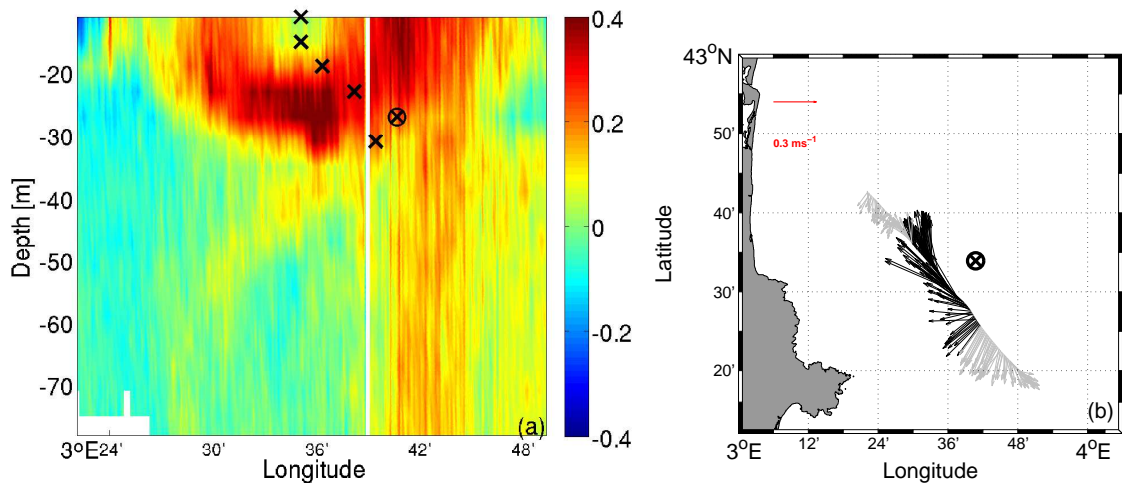 0.4
0.2
0
-0.2
-0.4
-20
-30
-40
-50
-60
-70
Depth [m]
(a)
3°E24' 30' 36' 42' 48'
Longitude
43°N
50'
40'
30'
20'
Latitude
0.3 ms⁻¹
(b)
3°E 12' 24' 36' 48' 4°E
Longitude